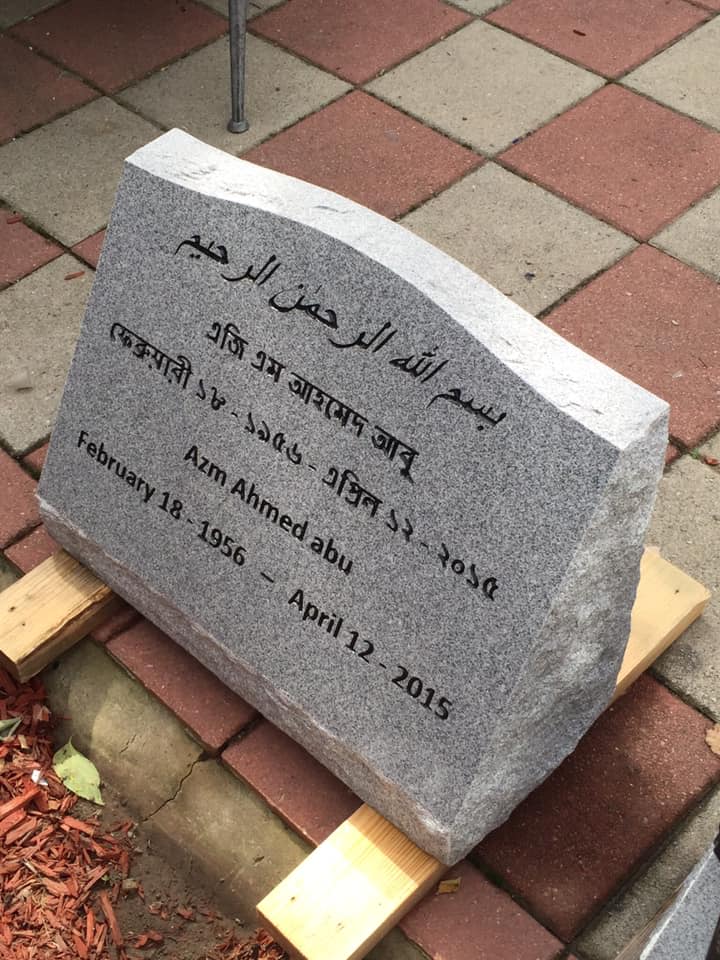 بسم الله الرحمٰن الرحيم
এজি এম আহমেদ আবু
ফেব্রুয়ারী ১৮ - ১৯৫৬ - এপ্রিল ১২ - ২০১৫
Azm Ahmed abu
February 18 - 1956 – April 12 - 2015